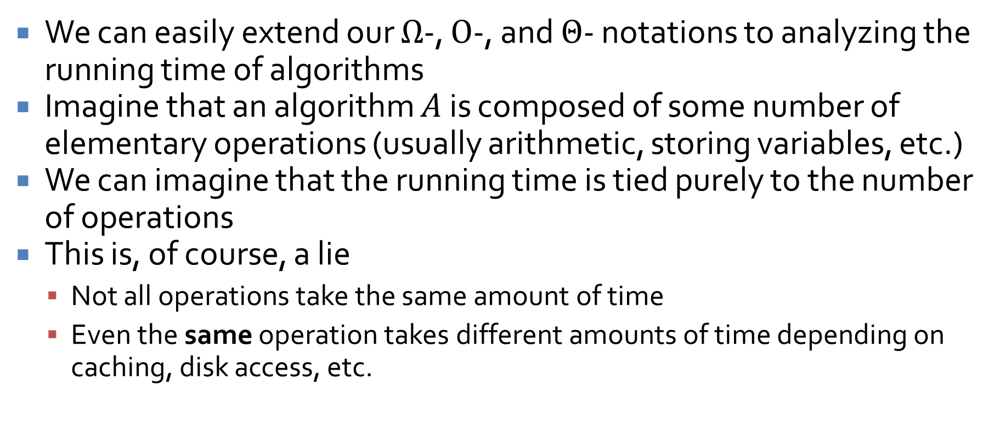 We can easily extend our Ω-, O-, and Θ- notations to analyzing the
running time of algorithms
Imagine that an algorithm A is composed of some number of
elementary operations (usually arithmetic, storing variables, etc.)
We can imagine that the running time is tied purely to the number
of operations
This is, of course, a lie
Not all operations take the same amount of time
Even the same operation takes different amounts of time depending on
caching, disk access, etc.